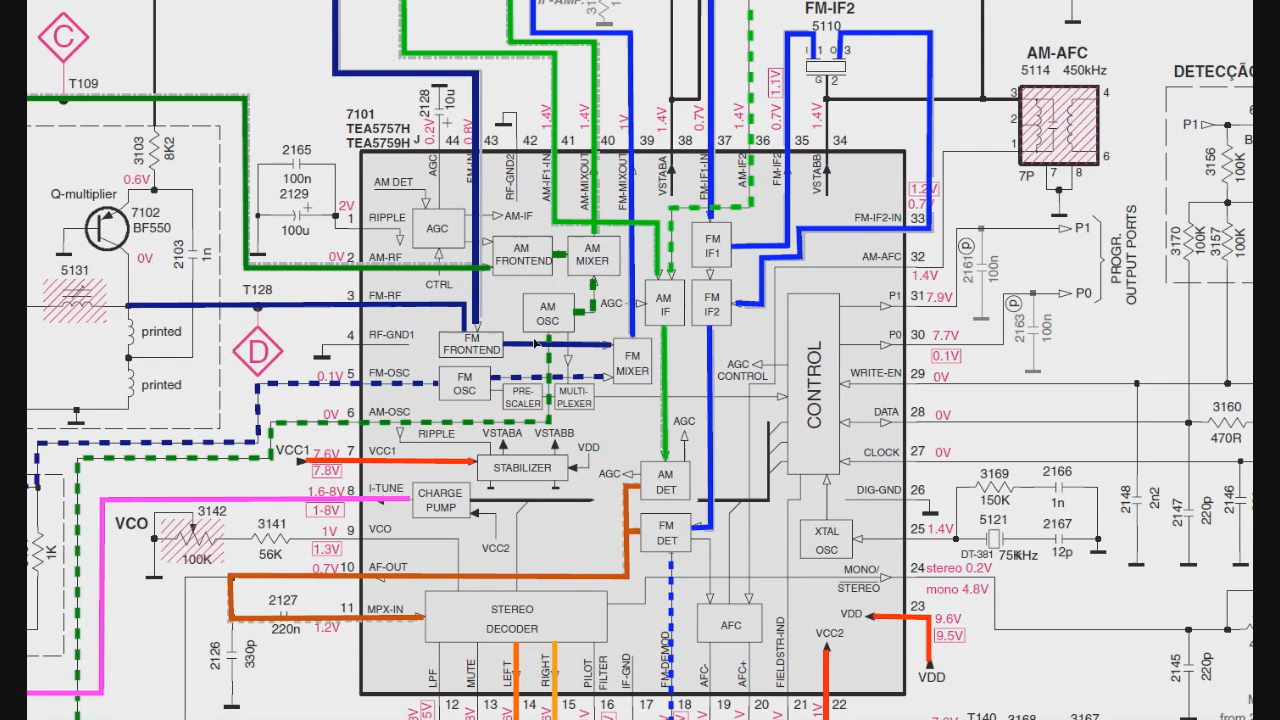 FM-IF2
5110
I 1 O 3
G 2
AM-AFC
5114 450kHz
3
4
2
1
6
7P 7 8
DETECÇÃO
P1
C
T109
3103
8K2
0.6V
Q-multiplier
7102
BF550
0V
2103
1n
5131
T128
printed
printed
D
2165
100n
2129
100u
7101
TEA5757H
TEA5759H
J
2128
10u
0.2V
0.8V
1.4V
1.4V
1V
1.4V
0.7V
1.4V
1.1V
0.7V
1.4V
44 43 42 41 40 39 38 37 36 35 34
AGC
FM-IN
RF-GND2
AM-IF1-IN
AM-MIXOUT
FM-MIXOUT
VSTABA
FM-IF1-IN
AM-IF2
FM-IF2
VSTABB
AM DET
2V
1
RIPPLE
AGC
AM-IF
CTRL
0V 2
AM-RF
AM
FRONTEND
AM
MIXER
FM
IF1
3
FM-RF
AM
OSC
AGC
AM
IF
FM
IF2
4
RF-GND1
FM
FRONTEND
FM
MIXER
0.1V 5
FM-OSC
FM
OSC
PRE-
SCALER
MULTI-
PLEXER
AGC
CONTROL
CONTROL
0V 6
AM-OSC
RIPPLE
VSTABA
VSTABB
VDD
AGC
VCC1
7.6V
7.8V
7
VCC1
STABILIZER
AGC
AM
DET
1.6-8V
1-8V
8
I-TUNE
CHARGE
PUMP
VCC2
FM
DET
VCO
3142
100K
3141
56K
1V
1.3V
9
VCO
0.7V 10
AF-OUT
2127
220n
11
1.2V
MPX-IN
STEREO
DECODER
AFC
2126
330p
LPF
MUTE
LEFT
RIGHT
PILOT
FILTER
IF-GND
FM-DEMOD
AFC-
AFC+
FIELDSTR-IND
VCC2
12 13 14 15 16 17 18 19 20 21 22
1.2V
0.7V
33
FM-IF2-IN
32
AM-AFC
1.4V
31
P1
7.9V
30
P0
7.7V
0.1V
29
WRITE-EN
0V
28
DATA
0V
27
CLOCK
0V
26
DIG-GND
25
1.4V
XTAL
OSC
24
MONO/
STEREO
stereo 0.2V
mono 4.8V
23
VDD
9.6V
9.5V
VDD
2161
100n
p
P1
2163
100n
p
P0
PROGR.
OUTPUT PORTS
3156
100K
3170
100K
3157
100K
3160
470R
3169
150K
2166
1n
5121
DT-381 75kHz
2167
12p
2148
2n2
2147
220p
2146
2145
220p
1K
T140 3168
3167